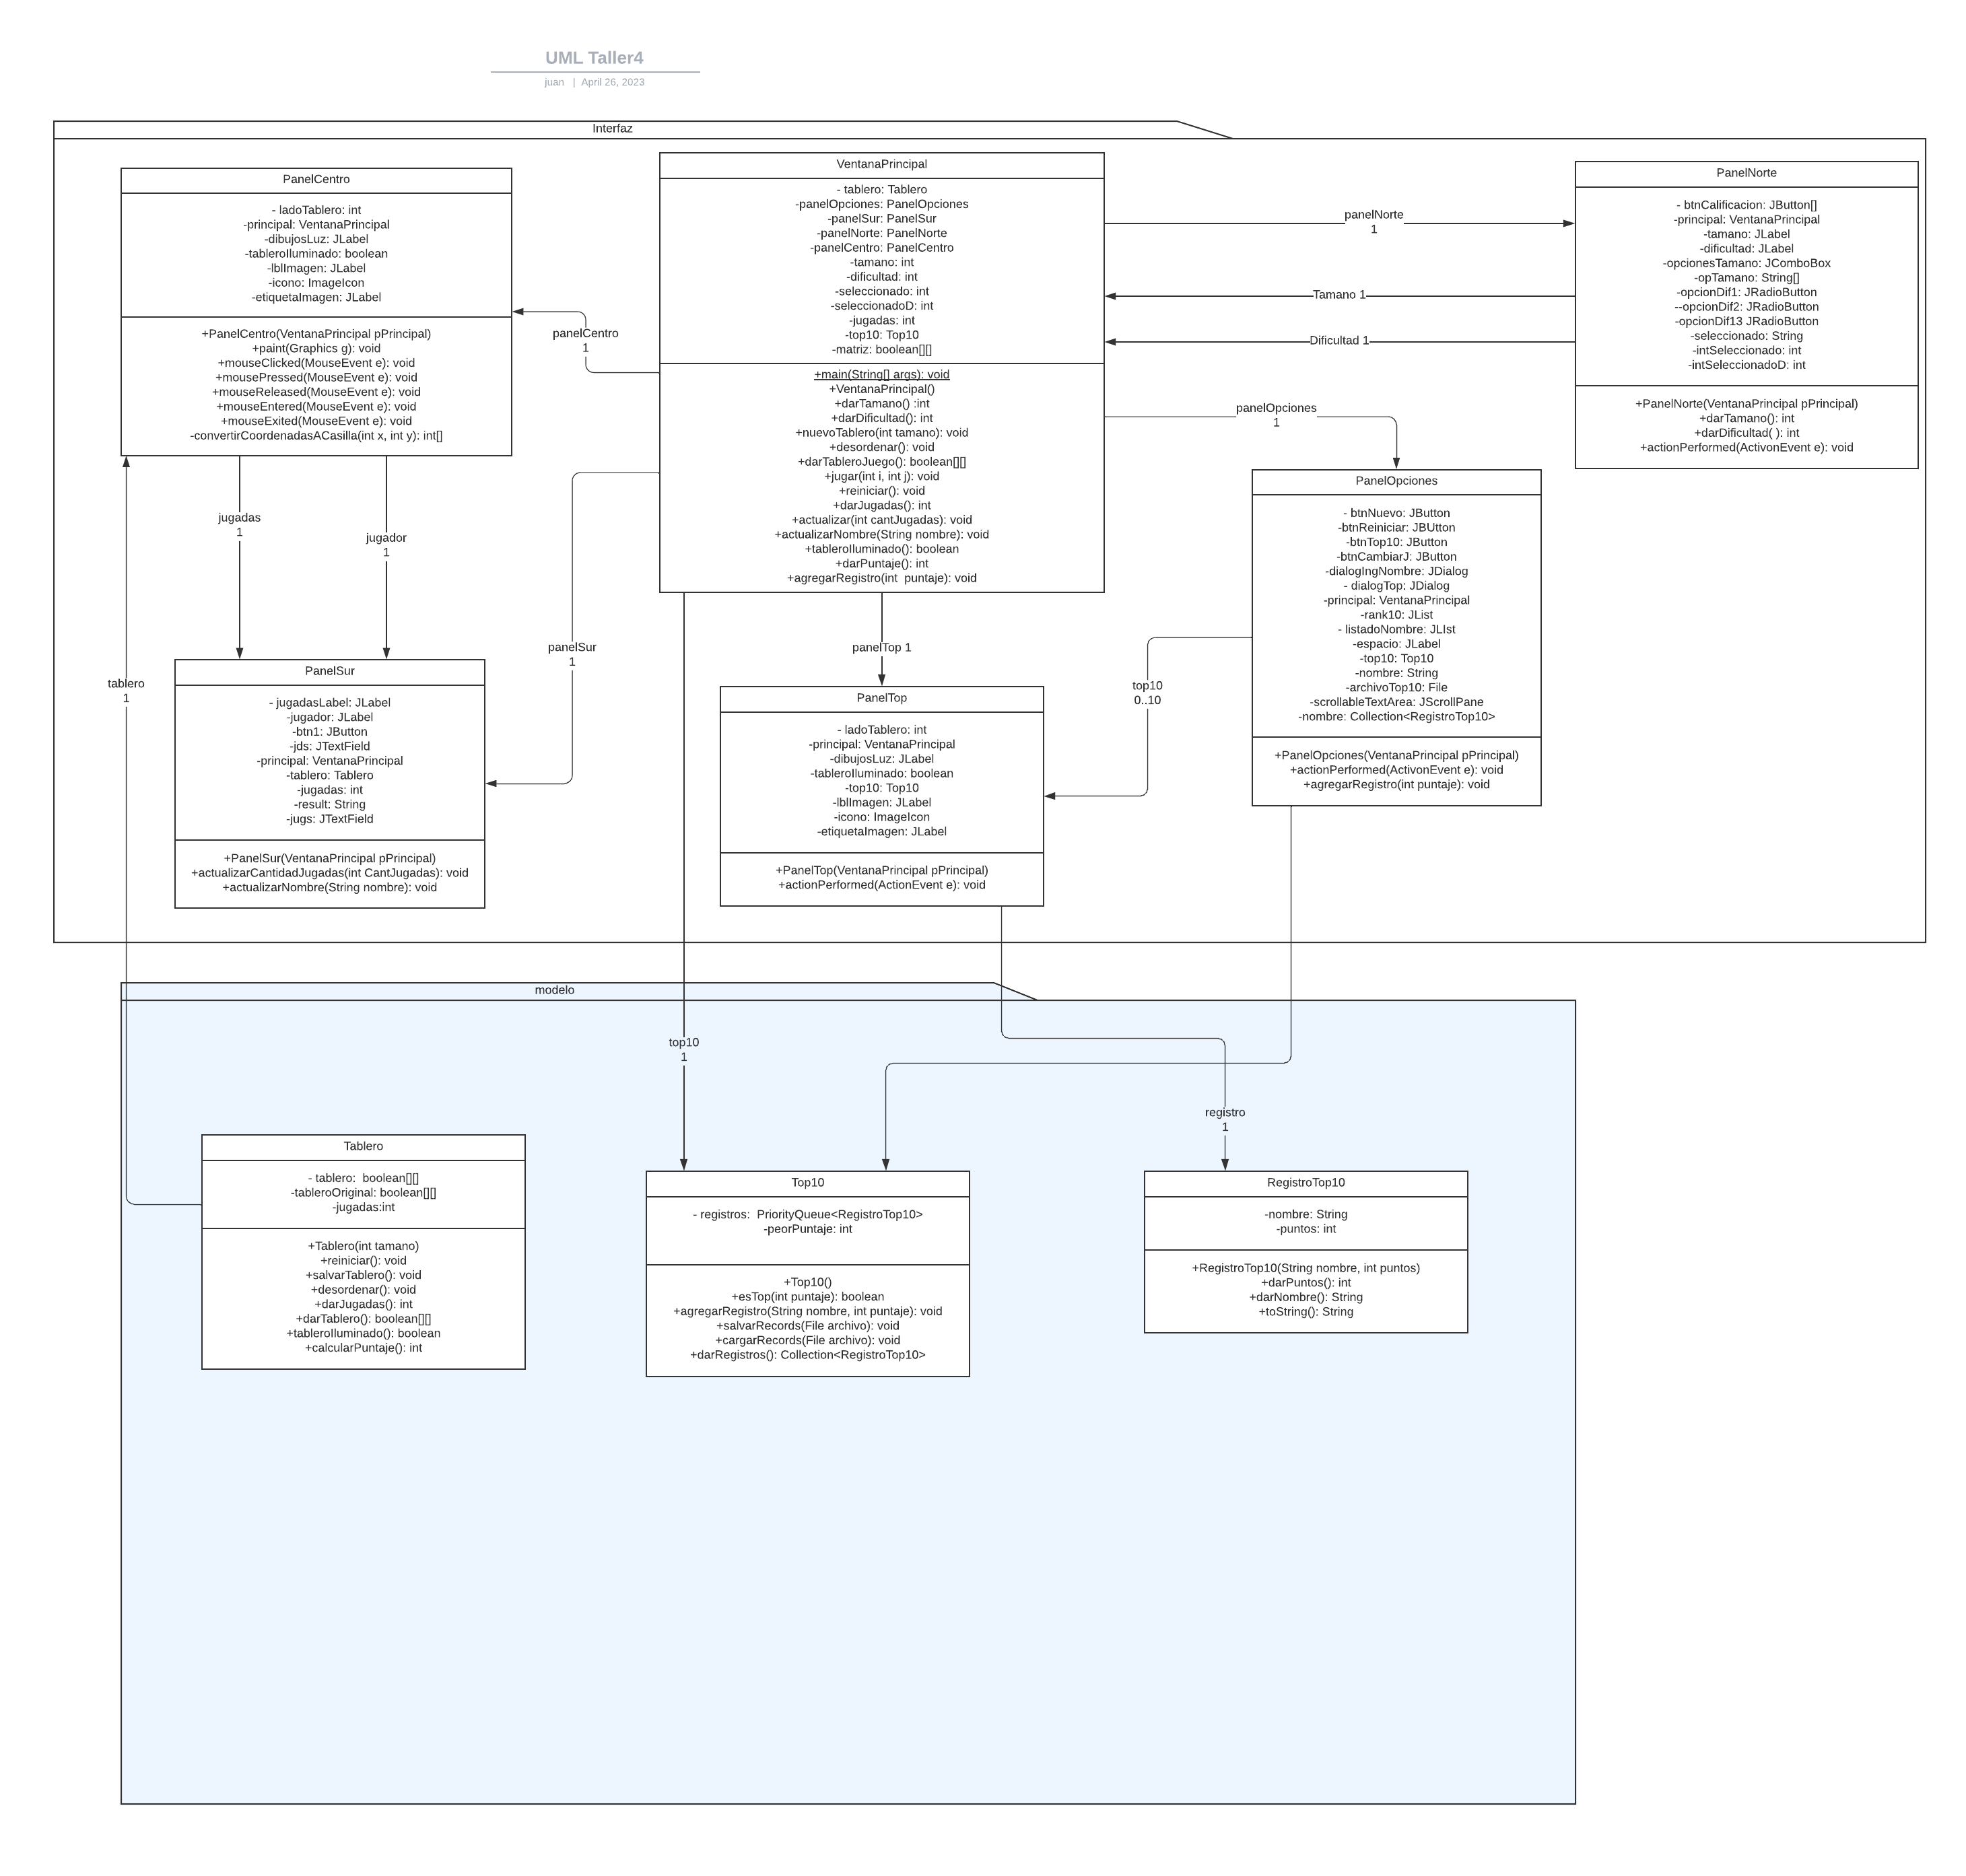 UML Taller4
juan | April 26, 2023
Interfaz
PanelCentro
- ladoTablero: int
-principal: VentanaPrincipal
-dibujosLuz: JLabel
-tableroIluminado: boolean
-lblImagen: JLabel
-icono: ImageIcon
-etiquetaImagen: JLabel
+PanelCentro(VentanaPrincipal pPrincipal)
+paint(Graphics g): void
+mouseClicked(MouseEvent e): void
+mousePressed(MouseEvent e): void
+mouseReleased(MouseEvent e): void
+mouseEntered(MouseEvent e): void
+mouseExited(MouseEvent e): void
-convertirCoordenadasACasilla(int x, int y): int[]
VentanaPrincipal
- tablero: Tablero
-panelOpciones: PanelOpciones
-panelSur: PanelSur
-panelNorte: PanelNorte
-panelCentro: PanelCentro
-tamano: int
-dificultad: int
-seleccionado: int
-seleccionadoD: int
-jugadas: int
-top10: Top10
-matriz: boolean[][]
+main(String[] args): void
+VentanaPrincipal()
+darTamano() :int
+darDificultad(): int
+nuevoTablero(int tamano): void
+desordenar(): void
+darTableroJuego(): boolean[][]
+jugar(int i, int j): void
+reiniciar(): void
+darJugadas(): int
+actualizar(int cantJugadas): void
+actualizarNombre(String nombre): void
+tableroIluminado(): boolean
+darPuntaje(): int
+agregarRegistro(int  puntaje): void
PanelNorte
- btnCalificacion: JButton[]
-principal: VentanaPrincipal
-tamano: JLabel
-dificultad: JLabel
-opcionesTamano: JComboBox
-opTamano: String[]
-opcionDif1: JRadioButton
--opcionDif2: JRadioButton
-opcionDif13 JRadioButton
-seleccionado: String
-intSeleccionado: int
-intSeleccionadoD: int
+PanelNorte(VentanaPrincipal pPrincipal)
+darTamano(): int
+darDificultad( ): int
+actionPerformed(ActivonEvent e): void
panelNorte
1
Tamano 1
Dificultad 1
panelCentro
1
panelOpciones
1
PanelOpciones
- btnNuevo: JButton
-btnReiniciar: JBUtton
-btnTop10: JButton
-btnCambiarJ: JButton
-dialogIngNombre: JDialog
- dialogTop: JDialog
-principal: VentanaPrincipal
-rank10: JList
- listadoNombre: JLIst
-espacio: JLabel
-top10: Top10
-nombre: String
-archivoTop10: File
-scrollableTextArea: JScrollPane
-nombre: Collection<RegistroTop10>
+PanelOpciones(VentanaPrincipal pPrincipal)
+actionPerformed(ActivonEvent e): void
+agregarRegistro(int puntaje): void
jugadas
1
jugador
1
panelSur
1
panelTop 1
top10
0..10
tablero
1
PanelSur
- jugadasLabel: JLabel
-jugador: JLabel
-btn1: JButton
-jds: JTextField
-principal: VentanaPrincipal
-tablero: Tablero
-jugadas: int
-result: String
-jugs: JTextField
+PanelSur(VentanaPrincipal pPrincipal)
+actualizarCantidadJugadas(int CantJugadas): void
+actualizarNombre(String nombre): void
PanelTop
- ladoTablero: int
-principal: VentanaPrincipal
-dibujosLuz: JLabel
-tableroIluminado: boolean
-top10: Top10
-lblImagen: JLabel
-icono: ImageIcon
-etiquetaImagen: JLabel
+PanelTop(VentanaPrincipal pPrincipal)
+actionPerformed(ActionEvent e): void
modelo
top10
1
registro
1
Tablero
- tablero:  boolean[][]
-tableroOriginal: boolean[][]
-jugadas:int
+Tablero(int tamano)
+reiniciar(): void
+salvarTablero(): void
+desordenar(): void
+darJugadas(): int
+darTablero(): boolean[][]
+tableroIluminado(): boolean
+calcularPuntaje(): int
Top10
- registros:  PriorityQueue<RegistroTop10>
-peorPuntaje: int
+Top10()
+esTop(int puntaje): boolean
+agregarRegistro(String nombre, int puntaje): void
+salvarRecords(File archivo): void
+cargarRecords(File archivo): void
+darRegistros(): Collection<RegistroTop10>
RegistroTop10
-nombre: String
-puntos: int
+RegistroTop10(String nombre, int puntos)
+darPuntos(): int
+darNombre(): String
+toString(): String